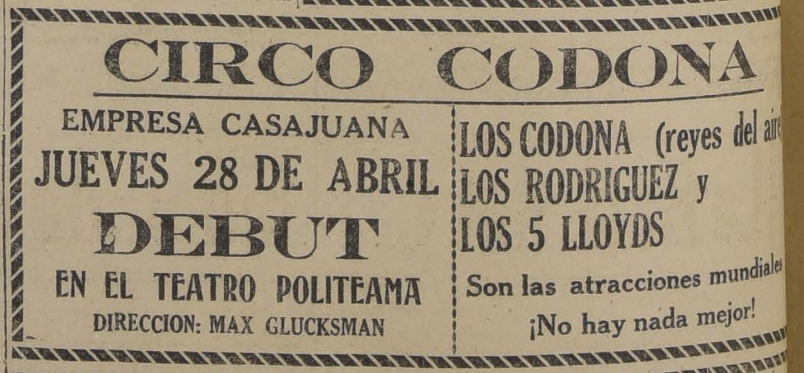 CIRCO CODONA
EMPRESA CASAJUANA
JUEVES 28 DE ABRIL
DEBUT
EN EL TEATRO POLITEAMA
DIRECCION: MAX GLUCKSMAN
LOS CODONA (reyes del aire
LOS RODRIGUEZ y
LOS 5 LLOYDS
Son las atracciones mundiales
¡No hay nada mejor!